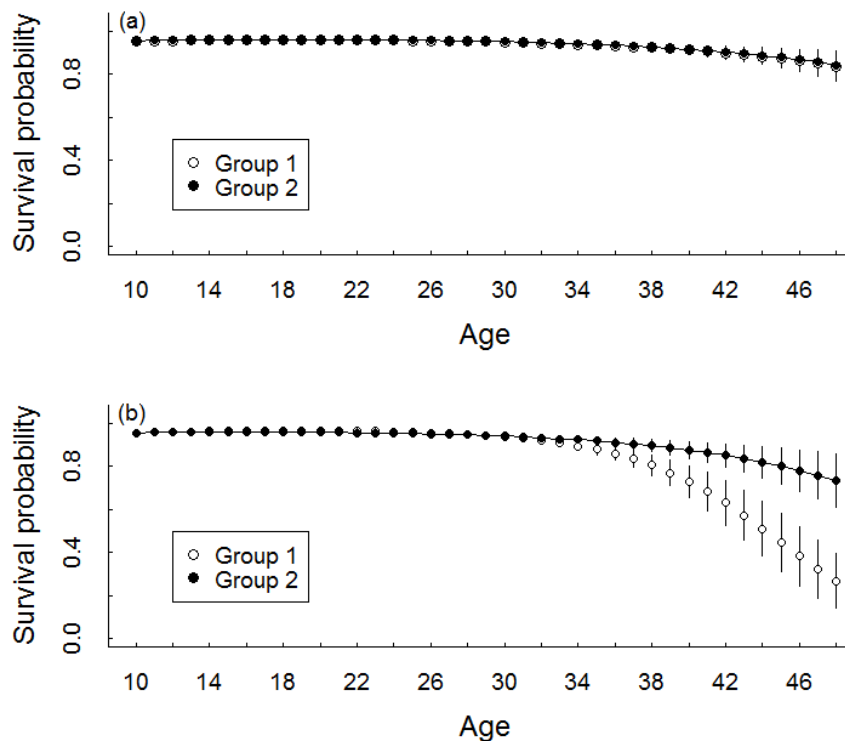 (a)
Survival probability
0.8
0.4
0.0
Group 1
Group 2
10 14 18 22 26 30 34 38 42 46
Age
(b)
Survival probability
0.8
0.4
0.0
Group 1
Group 2
10 14 18 22 26 30 34 38 42 46
Age